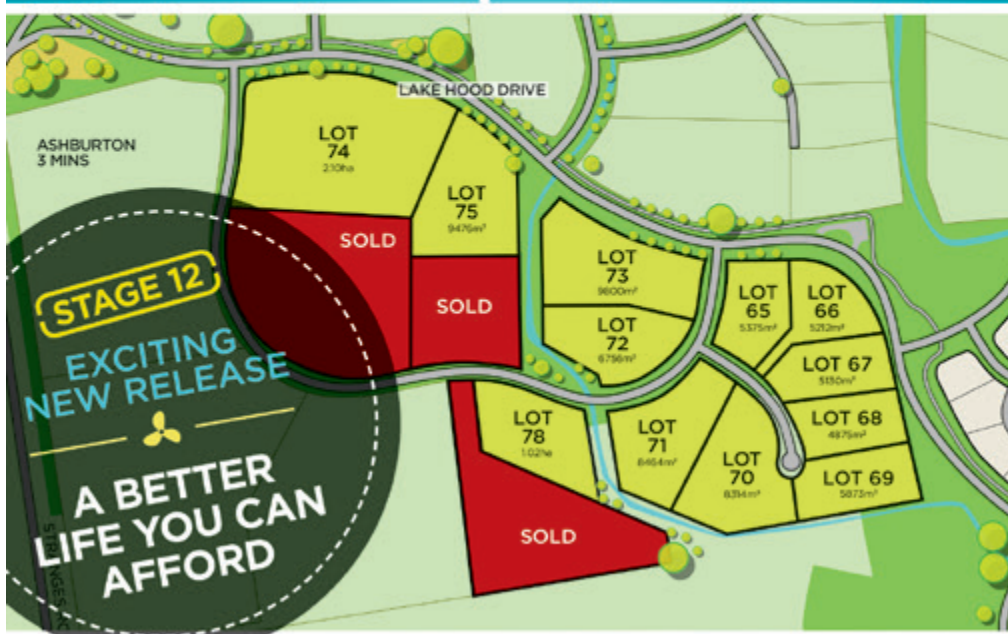 LAKE HOOD DRIVE
ASHBURTON
3 MINS
LOT
74
2.10ha
LOT
75
9476m²
SOLD
SOLD
LOT
73
9600m²
LOT
72
6756m²
LOT
65
5375m²
LOT
66
5212m²
LOT 67
5130m²
LOT 68
4875m²
LOT 69
5873m²
LOT
70
8314m²
LOT
71
8464m²
LOT
78
1.02ha
SOLD
STAGE 12
EXCITING
NEW RELEASE
A BETTER
LIFE YOU CAN
AFFORD